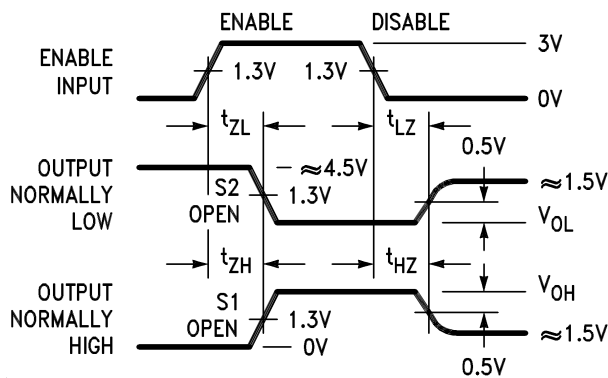 ENABLE DISABLE
ENABLE
INPUT
1.3V 1.3V
3V
0V
tZL tLZ
0.5V
OUTPUT
NORMALLY
LOW
S2
OPEN
≈4.5V
1.3V
≈1.5V
VOL
tZH tHZ
OUTPUT
NORMALLY
HIGH
S1
OPEN
1.3V
0V
VOH
≈1.5V
0.5V